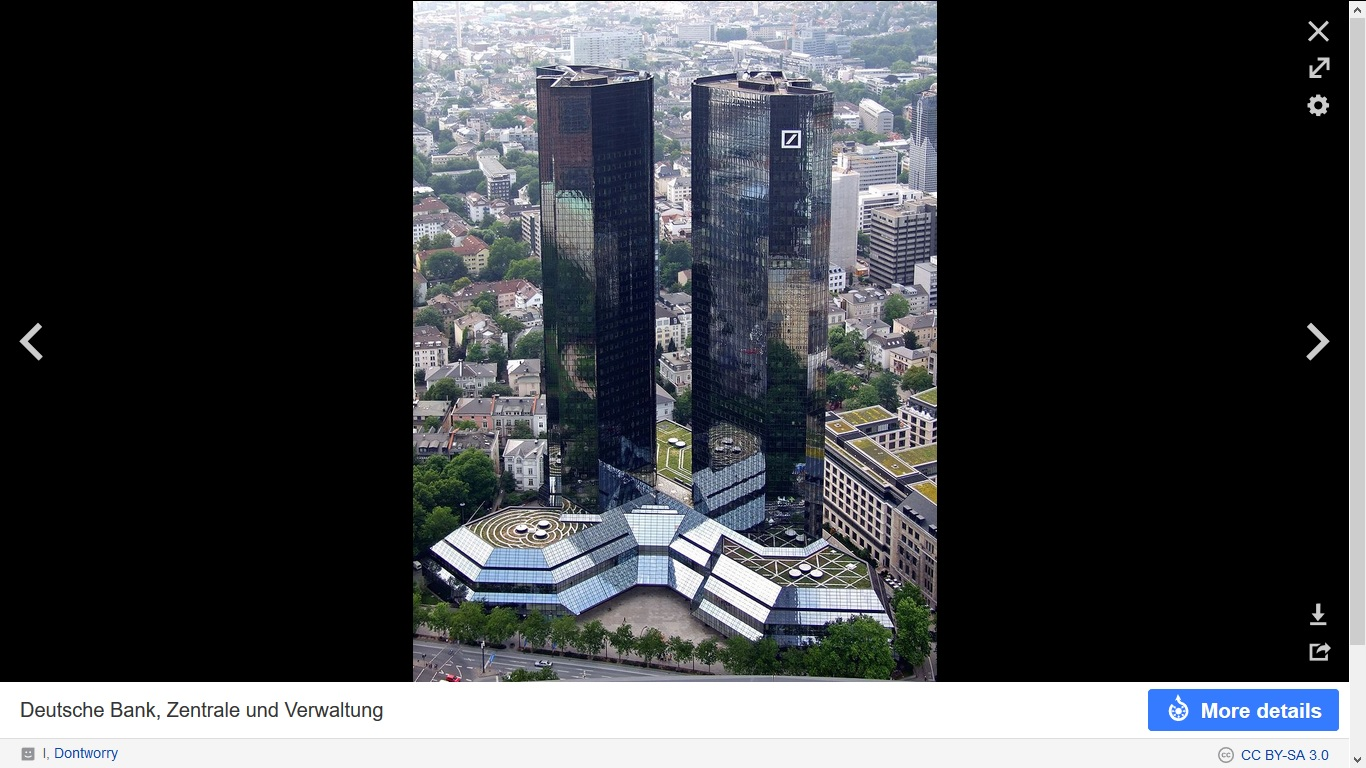 Deutsche Bank, Zentrale und Verwaltung
More details
I, Dontworry
CC BY-SA 3.0